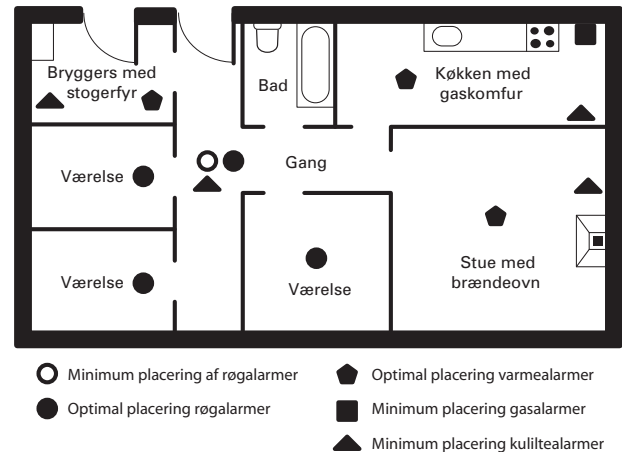 Bryggers med
stogerfyr
Bad
Køkken med
gaskomfur
Værelse
Gang
Værelse
Værelse
Stue med
brændeovn
Minimum placering af røgalarmer
Optimal placering røgalarmer
Optimal placering varmealarmer
Minimum placering gasalarmer
Minimum placering kuliltealarmer